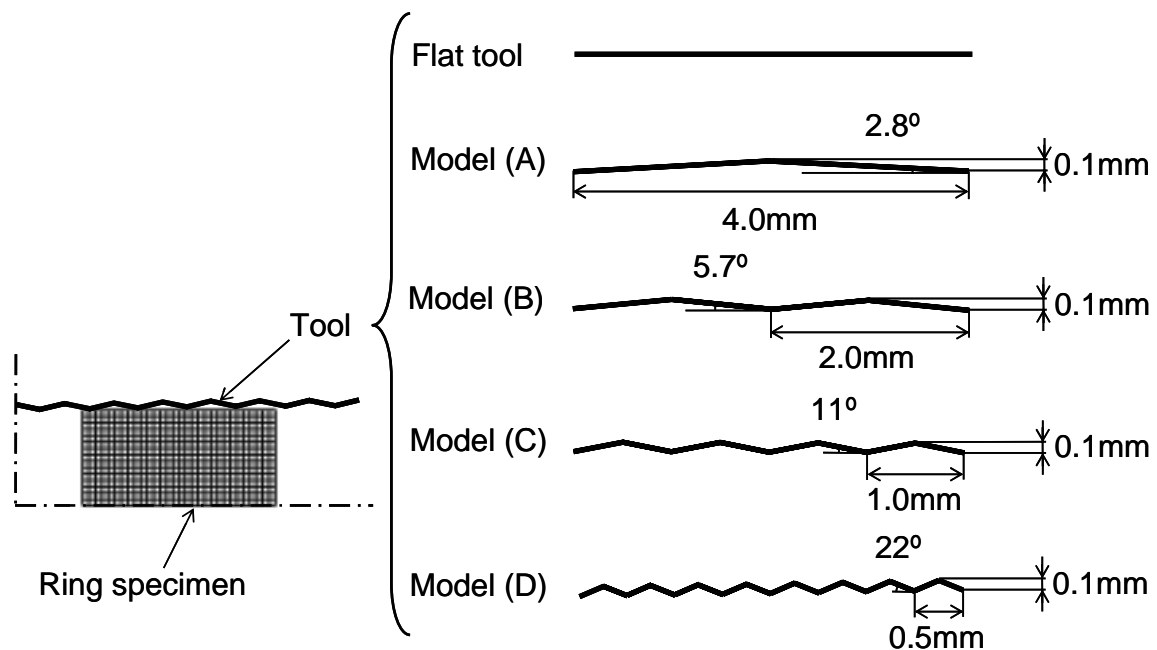 Flat tool
2.8º
Model (A)
0.1mm
4.0mm
5.7º
Model (B)
0.1mm
2.0mm
Tool
11º
Model (C)
0.1mm
1.0mm
22º
Model (D)
0.1mm
0.5mm
Ring specimen